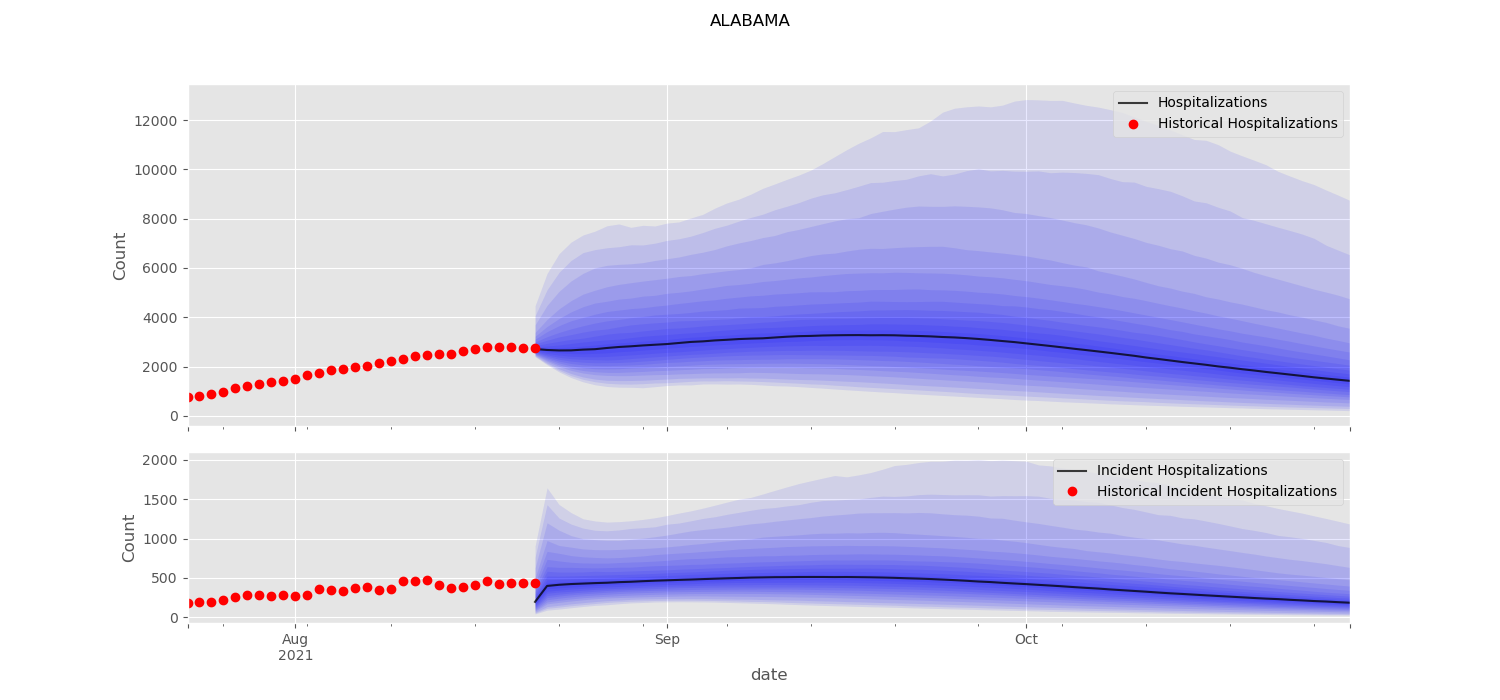 ALABAMA
12000
10000
8000
6000
4000
2000
0
Count
Hospitalizations
Historical Hospitalizations
2000
1500
1000
500
0
Count
Incident Hospitalizations
Historical Incident Hospitalizations
Aug
2021
Sep
Oct
date